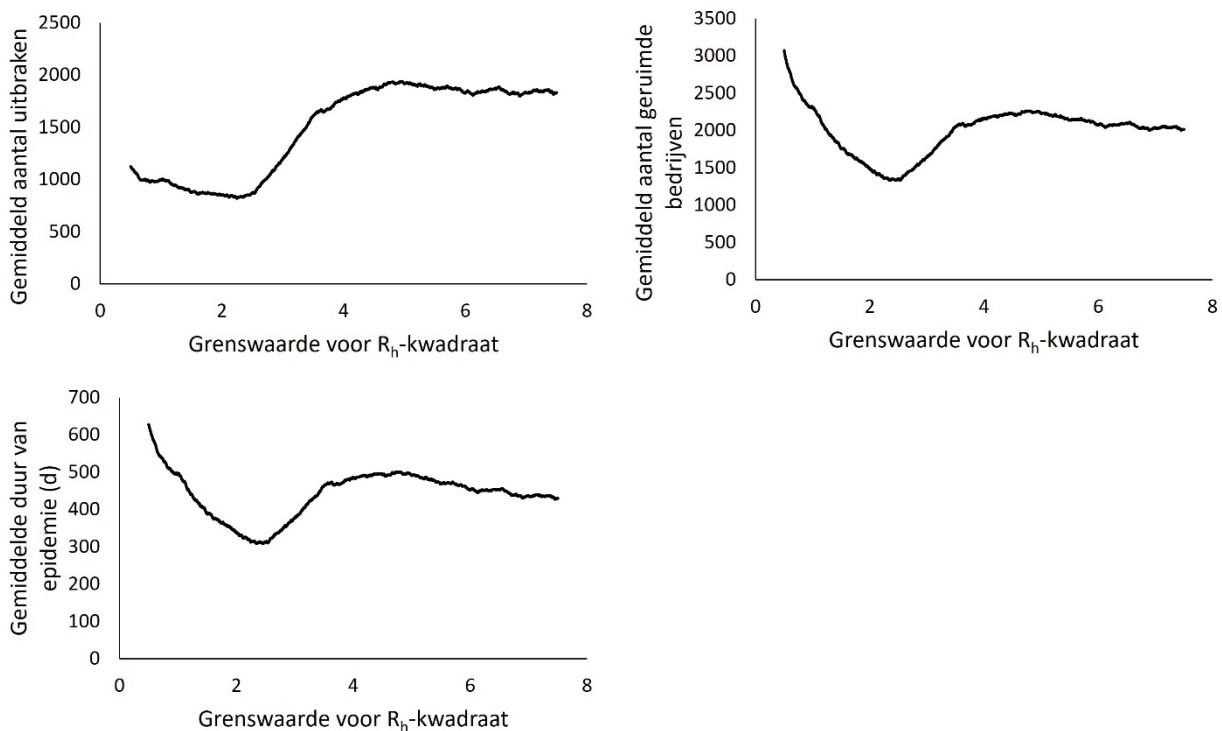 Gemiddeld aantal uitbraken
2500
2000
1500
1000
500
0
0 2 4 6 8
Grenswaarde voor Rh-kwadraat
Gemiddeld aantal geruimde
bedrijven
3500
3000
2500
2000
1500
1000
500
0
0 2 4 6 8
Grenswaarde voor Rh-kwadraat
Gemiddelde duur van
epidemie (d)
700
600
500
400
300
200
100
0
0 2 4 6 8
Grenswaarde voor Rh-kwadraat